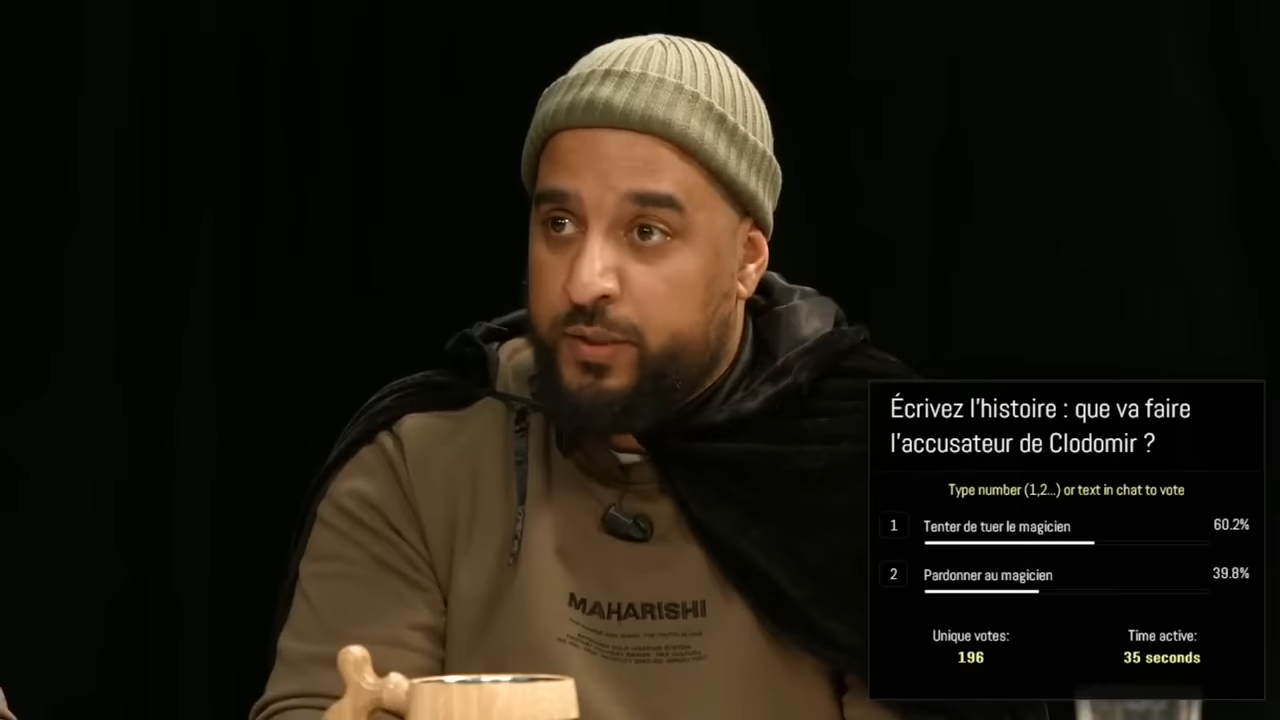 Écrivez l'histoire : que va faire
l'accusateur de Clodomir ?
Type number (1,2...) or text in chat to vote
1 Tenter de tuer le magicien 60.2%
2 Pardonner au magicien 39.8%
Unique votes: Time active:
196 35 seconds
MAHARISHI